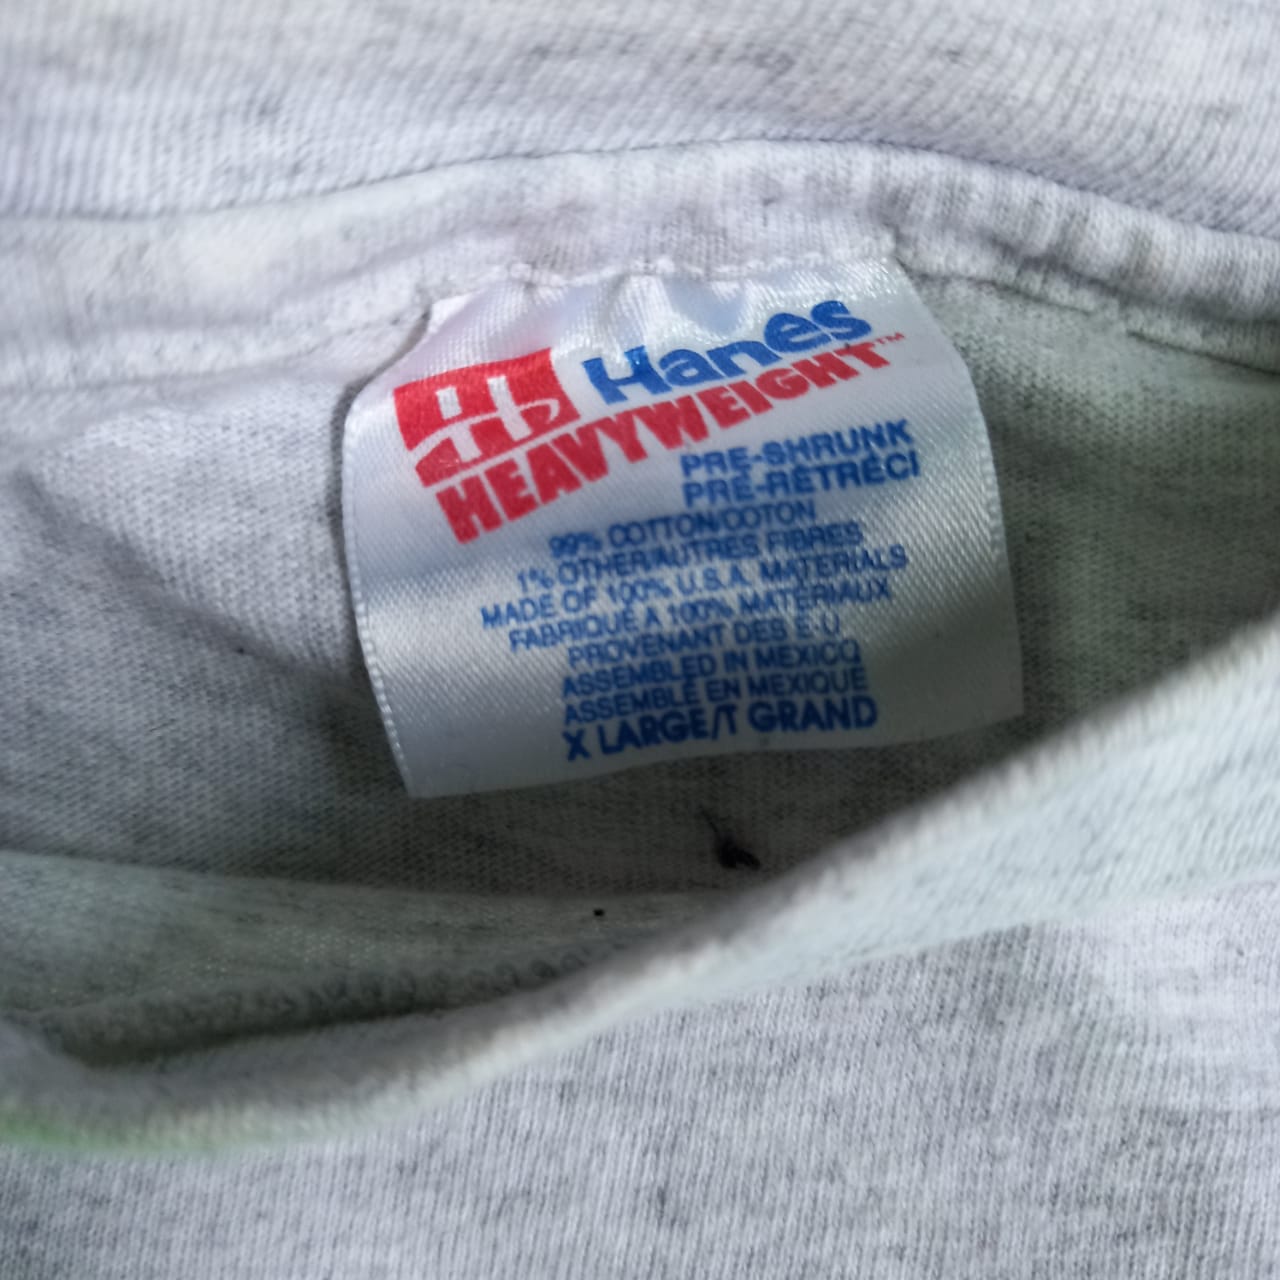 Hanes
HEAVYWEIGHT™
PRE-SHRUNK
PRÉ-RÉTRÉCI
99% COTTON/COTON
1% OTHER/AUTRES FIBRES
MADE OF 100% U.S.A. MATERIALS
FABRIQUÉ A 100% MATÉRIAUX
PROVENANT DES E-U
ASSEMBLED IN MEXICO
ASSEMBLÉ EN MEXIQUE
X LARGE/T GRAND